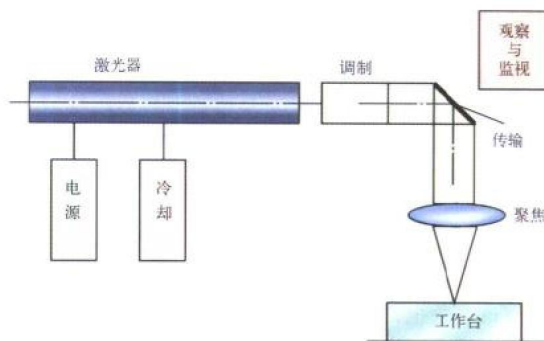 观察
与
监视
激光器
调制
传输
电
源
冷
却
聚焦
工作台